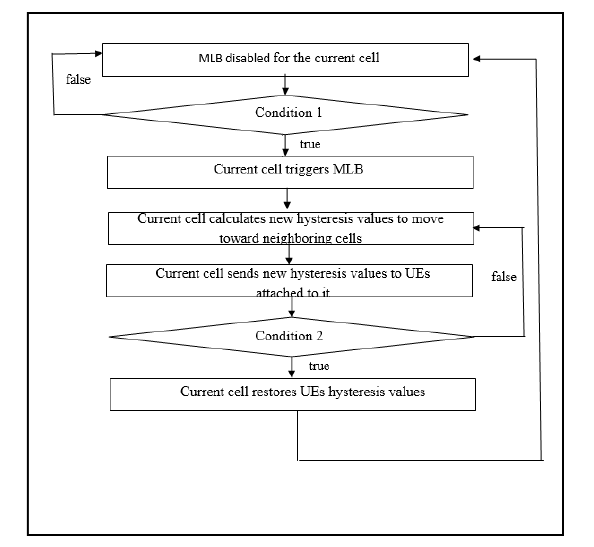 MLB disabled for the current cell
false
Condition 1
true
Current cell triggers MLB
Current cell calculates new hysteresis values to move
toward neighboring cells
Current cell sends new hysteresis values to UEs
attached to it
false
Condition 2
true
Current cell restores UEs hysteresis values